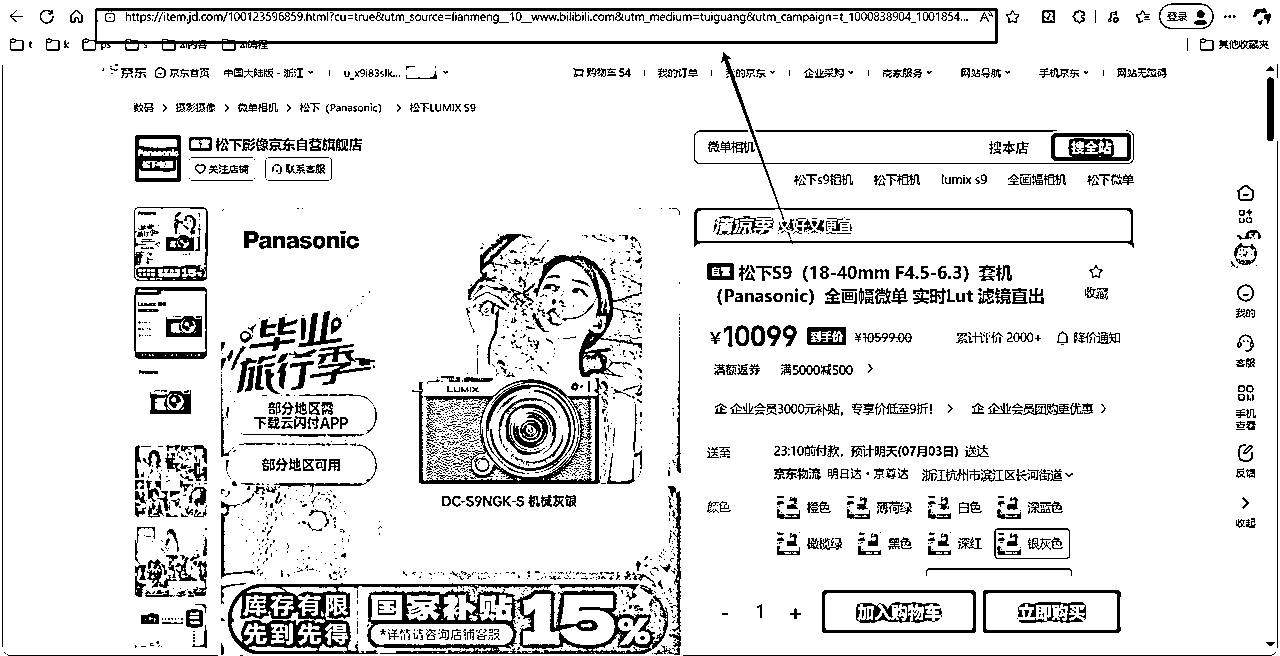 https://item.jd.com/100123596859.html?cu=true&utm_source=lianmeng__10__www.bilibili.com&utm_medium=tuiguang&utm_campaign=t_1000838904_1001854...
登录
t
k
ps
s
ai内容
其他收藏夹
京东
京东首页
中国大陆版 - 浙江
u_x9i83slk...
购物车 54
我的订单
我的京东
企业采购
商家服务
网站导航
手机京东
网站无障碍
数码 > 摄影摄像 > 微单相机 > 松下（Panasonic） > 松下LUMIX S9
Panasonic
自营 松下影像京东自营旗舰店
关注店铺
联系客服
微单相机
搜本店
搜全站
松下s9相机
松下相机
lumix s9
全画幅相机
松下微单
清凉季 又好又便宜
Panasonic
毕业
旅行季
部分地区需
下载云闪付APP
部分地区可用
LUMIX
DC-S9NGK-S 机械灰银
库存有限
先到先得
国家补贴 15%
*详情请咨询店铺客服
自营 松下S9（18-40mm F4.5-6.3）套机
（Panasonic）全画幅微单 实时Lut 滤镜直出
收藏
¥10099 到手价 ¥10599.00
累计评价 2000+
降价通知
满额返券 满5000减500 >
企业会员3000元补贴，专享价低至9折！ >
企业会员团购更优惠 >
送至
23:10前付款，预计明天(07月03日) 送达
京东物流 明日达・京尊达 浙江杭州市滨江区长河街道
颜色
橙色
薄荷绿
白色
深蓝色
橄榄绿
黑色
深红
银灰色
- 1 +
加入购物车
立即购买
我的
客服
手机
查看
反馈
收起